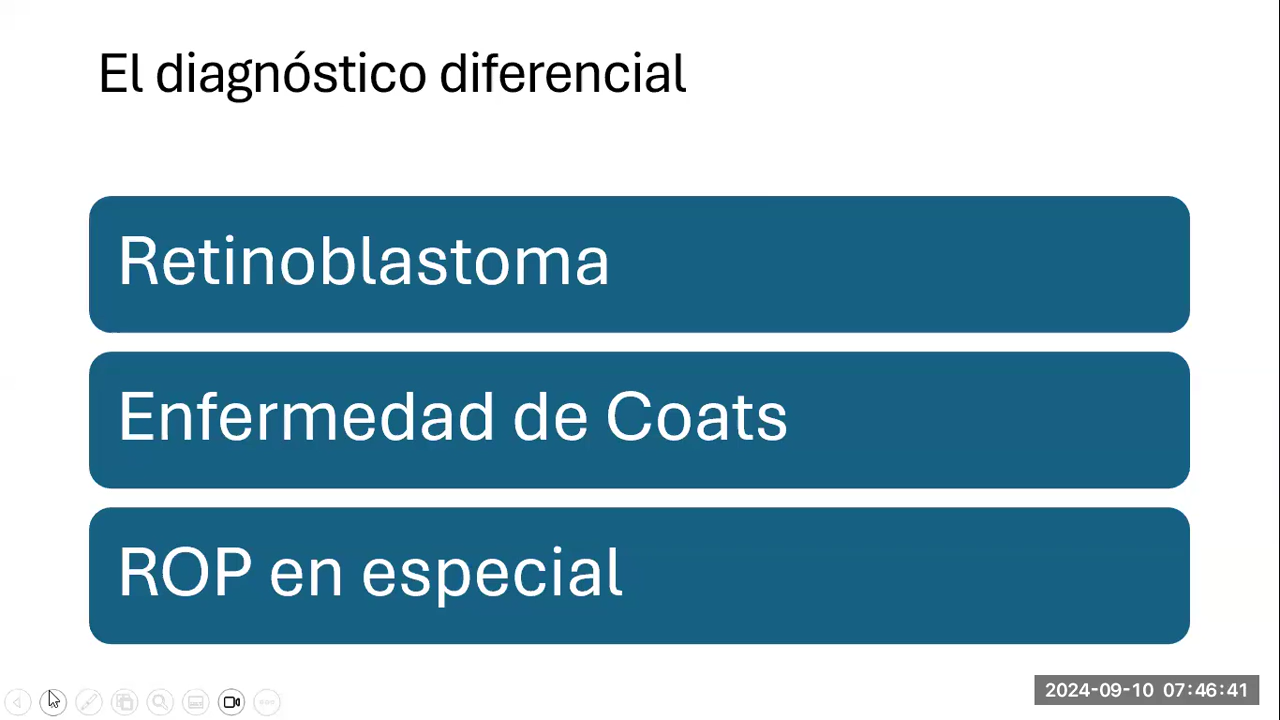 El diagnóstico diferencial
Retinoblastoma
Enfermedad de Coats
ROP en especial
2024-09-10 07:46:41